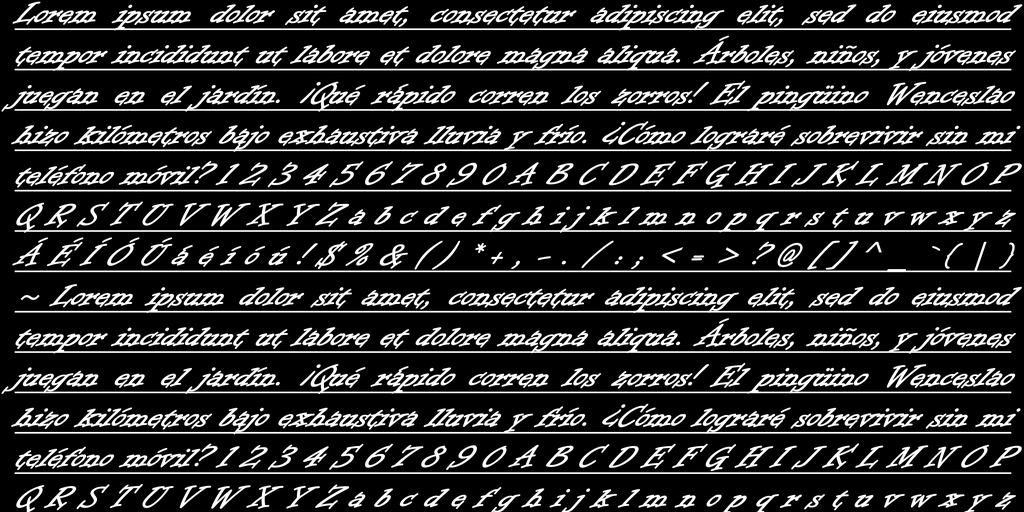 Lorem ipsum dolor sit amet, consectetur adipiscing elit, sed do eiusmod
tempor incididunt ut labore et dolore magna aliqua. Árboles, niños, y jóvenes
juegan en el jardín. ¡Qué rápido corren los zorros! El pingüino Wenceslao
hizo kilómetros bajo exhaustiva lluvia y frío. ¿Cómo lograré sobrevivir sin mi
teléfono móvil? 1 2 3 4 5 6 7 8 9 0 A B C D E F G H I J K L M N O P
Q R S T U V W X Y Z a b c d e f g h i j k l m n o p q r s t u v w x y z
Á É Í Ó Ú á é í ó ú ! $ % & ( ) * + , - . / : ; < = > ? @ [ ] ^ _ ` { | }
~ Lorem ipsum dolor sit amet, consectetur adipiscing elit, sed do eiusmod
tempor incididunt ut labore et dolore magna aliqua. Árboles, niños, y jóvenes
juegan en el jardín. ¡Qué rápido corren los zorros! El pingüino Wenceslao
hizo kilómetros bajo exhaustiva lluvia y frío. ¿Cómo lograré sobrevivir sin mi
teléfono móvil? 1 2 3 4 5 6 7 8 9 0 A B C D E F G H I J K L M N O P
Q R S T U V W X Y Z a b c d e f g h i j k l m n o p q r s t u v w x y z